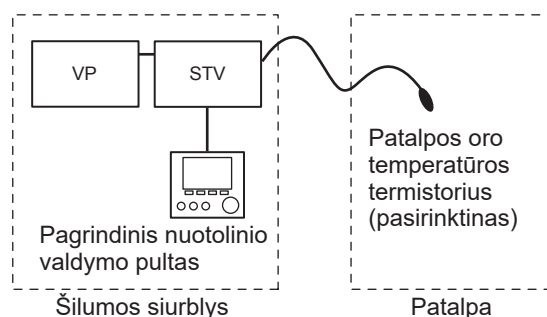 VP
STV
Patalpos oro
temperatūros
termistorius
(pasirinktinas)
Pagrindinis nuotolinio
valdymo pultas
Šilumos siurblys
Patalpa